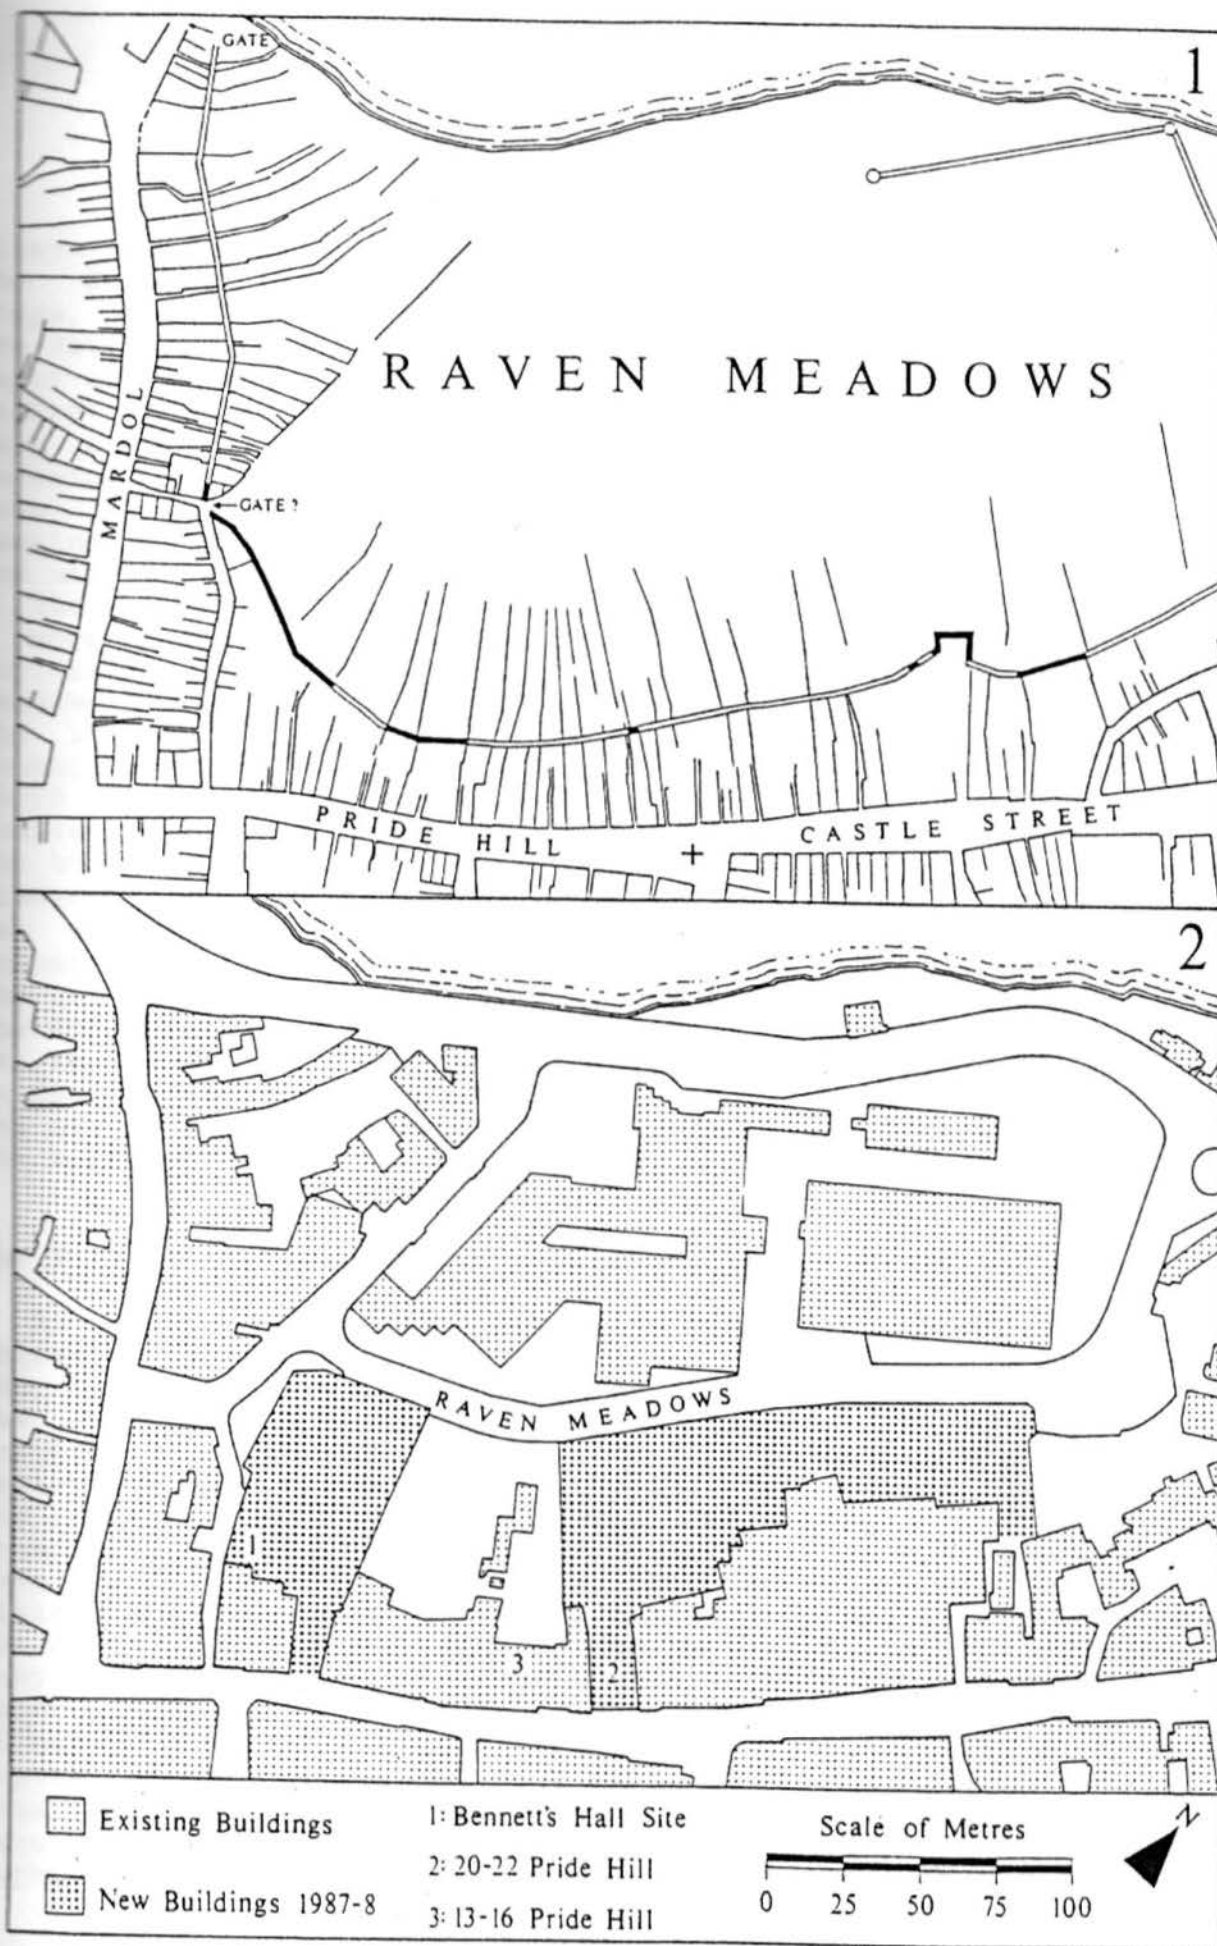 1
GATE
RAVEN MEADOWS
MARDOL
GATE?
PRIDE HILL
CASTLE STREET
2
RAVEN MEADOWS
1
3
2
Existing Buildings
New Buildings 1987-8
1: Bennett's Hall Site
2: 20-22 Pride Hill
3: 13-16 Pride Hill
Scale of Metres
0 25 50 75 100
N